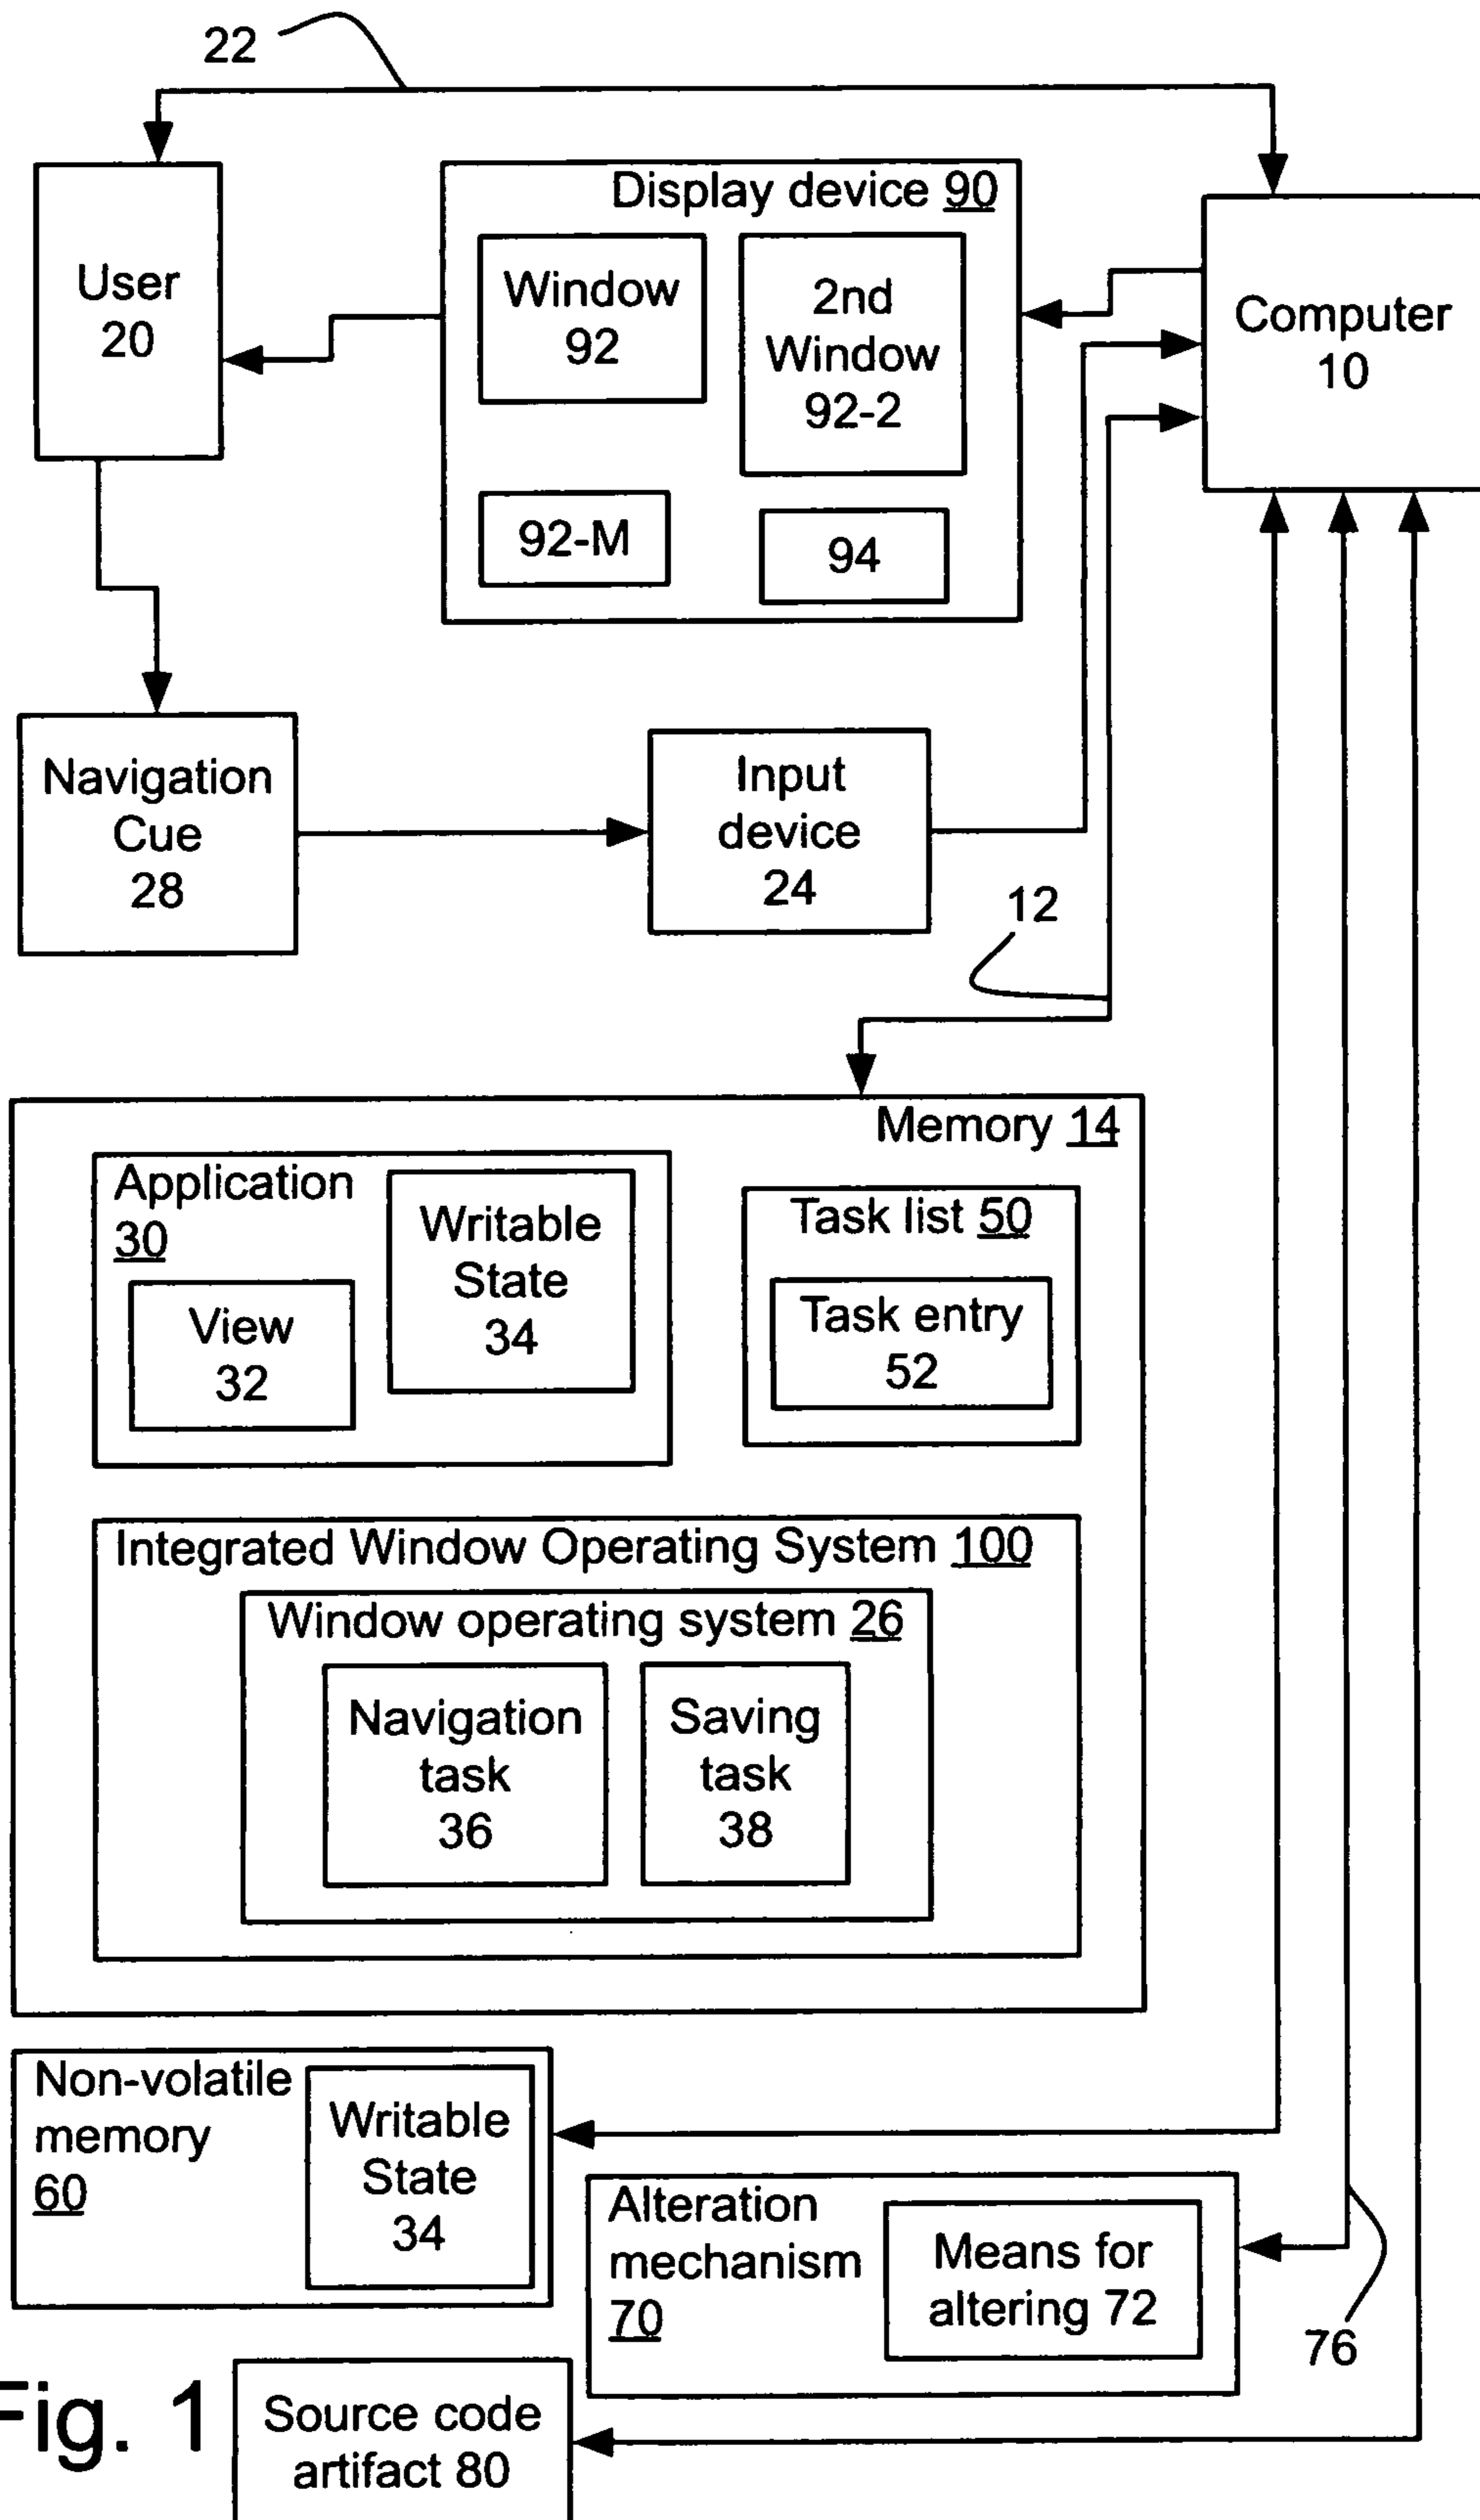 22
Display device 90
User
20
Window
92
2nd
Window
92-2
Computer
10
92-M
94
Navigation
Cue
28
Input
device
24
12
Memory 14
Application
30
Writable
State
34
View
32
Task list 50
Task entry
52
Integrated Window Operating System 100
Window operating system 26
Navigation
task
36
Saving
task
38
Non-volatile
memory
60
Writable
State
34
Alteration
mechanism
70
Means for
altering 72
76
Fig. 1
Source code
artifact 80